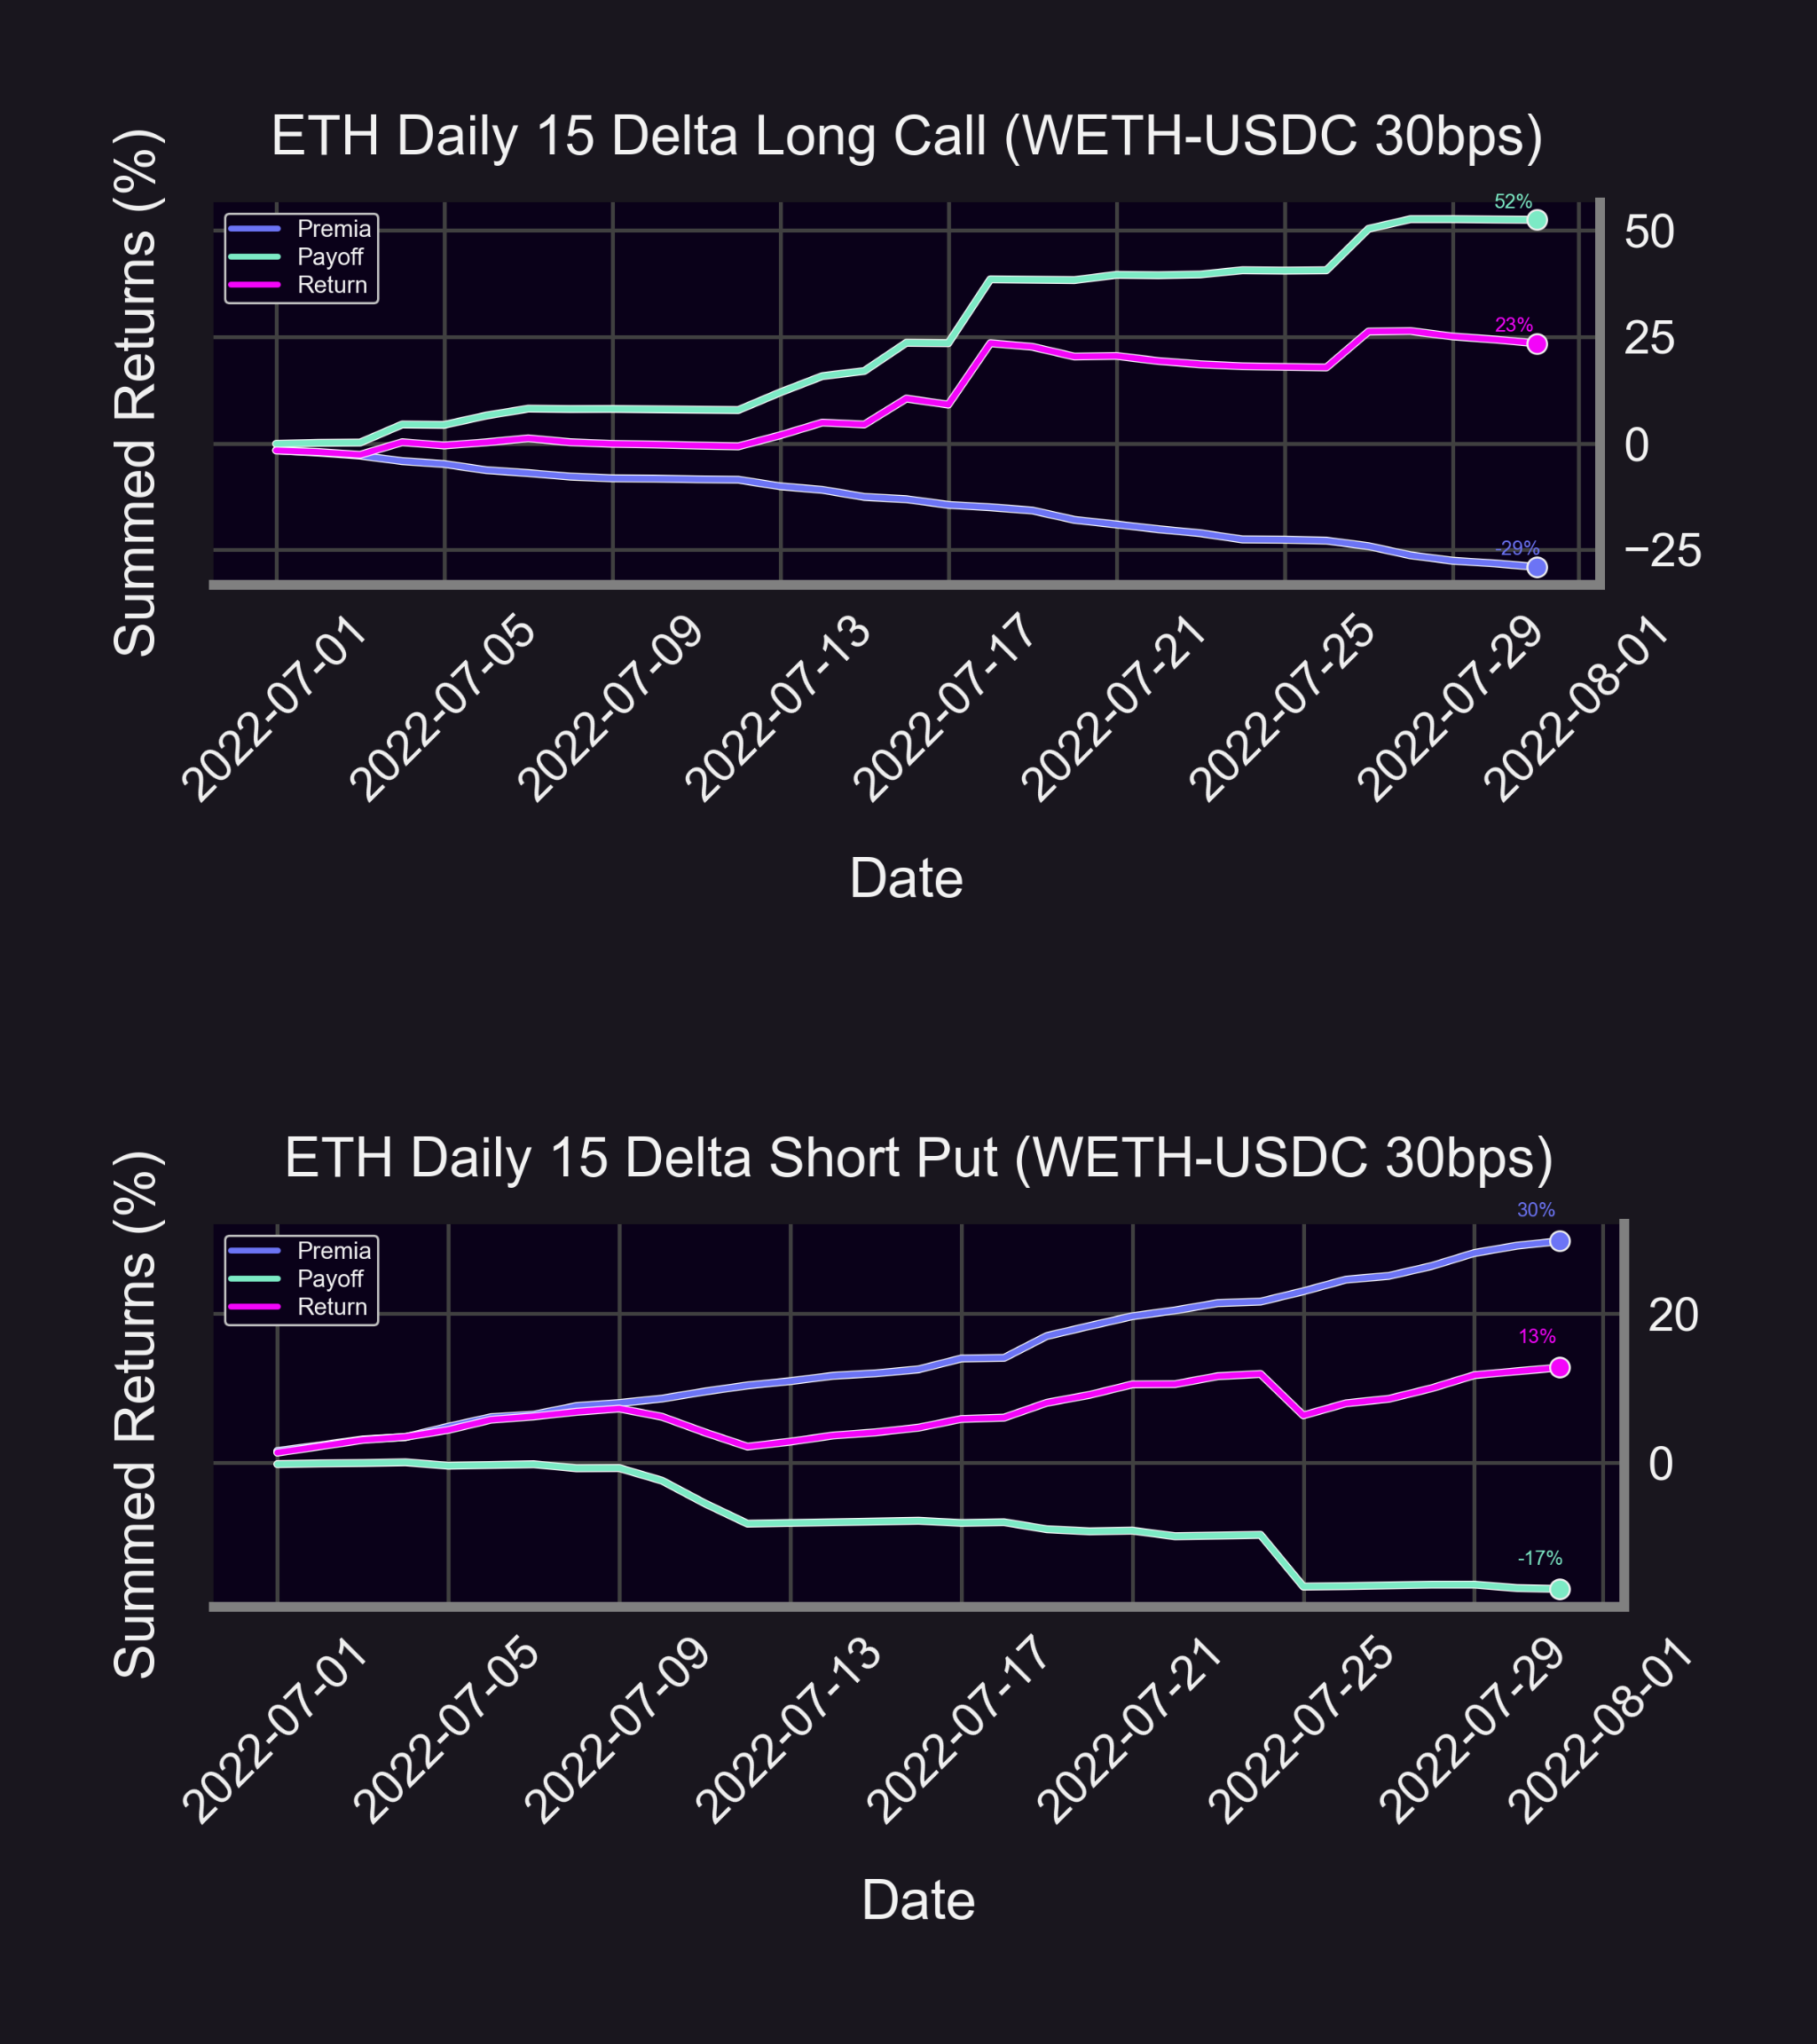 ETH Daily 15 Delta Long Call (WETH-USDC 30bps)
Summed Returns (%)
Premia
Payoff
Return
52%
23%
-29%
50
25
0
−25
2022-07-01
2022-07-05
2022-07-09
2022-07-13
2022-07-17
2022-07-21
2022-07-25
2022-07-29
2022-08-01
Date
ETH Daily 15 Delta Short Put (WETH-USDC 30bps)
Summed Returns (%)
Premia
Payoff
Return
30%
13%
-17%
20
0
2022-07-01
2022-07-05
2022-07-09
2022-07-13
2022-07-17
2022-07-21
2022-07-25
2022-07-29
2022-08-01
Date